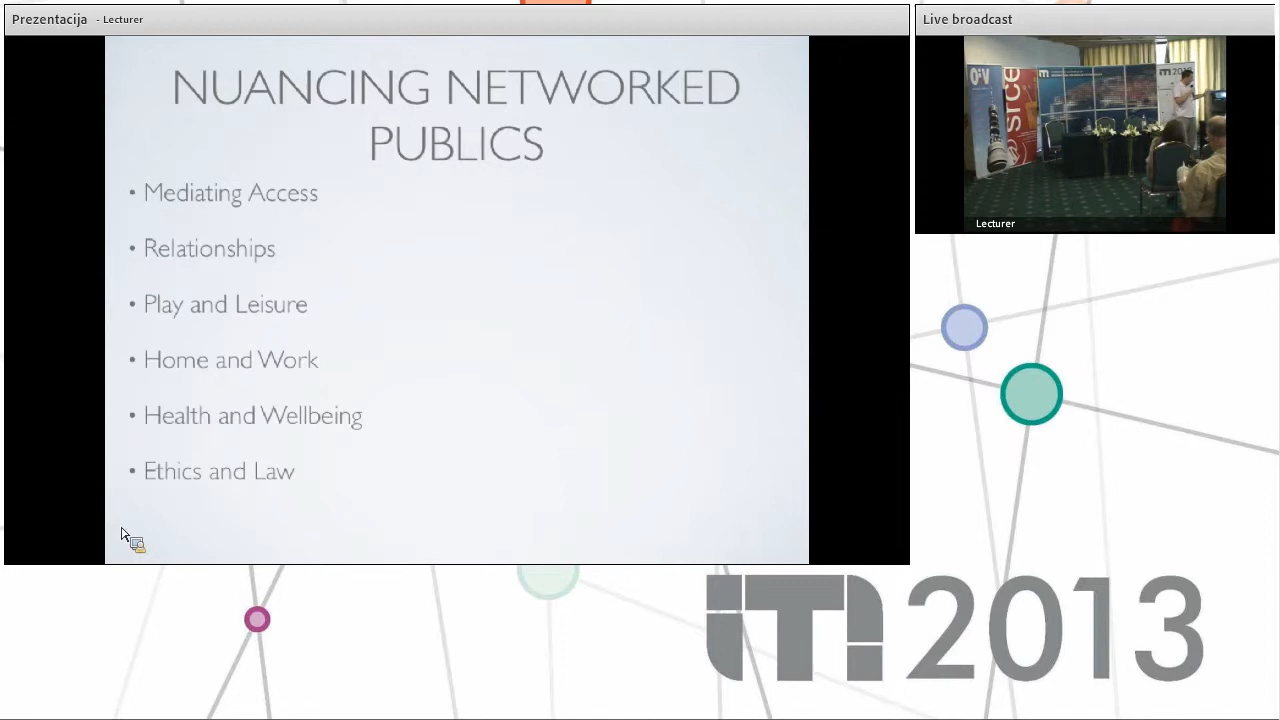 Prezentacija - Lecturer
NUANCING NETWORKED
PUBLICS
• Mediating Access
• Relationships
• Play and Leisure
• Home and Work
• Health and Wellbeing
• Ethics and Law
Live broadcast
srce
Lecturer
iTi 2013